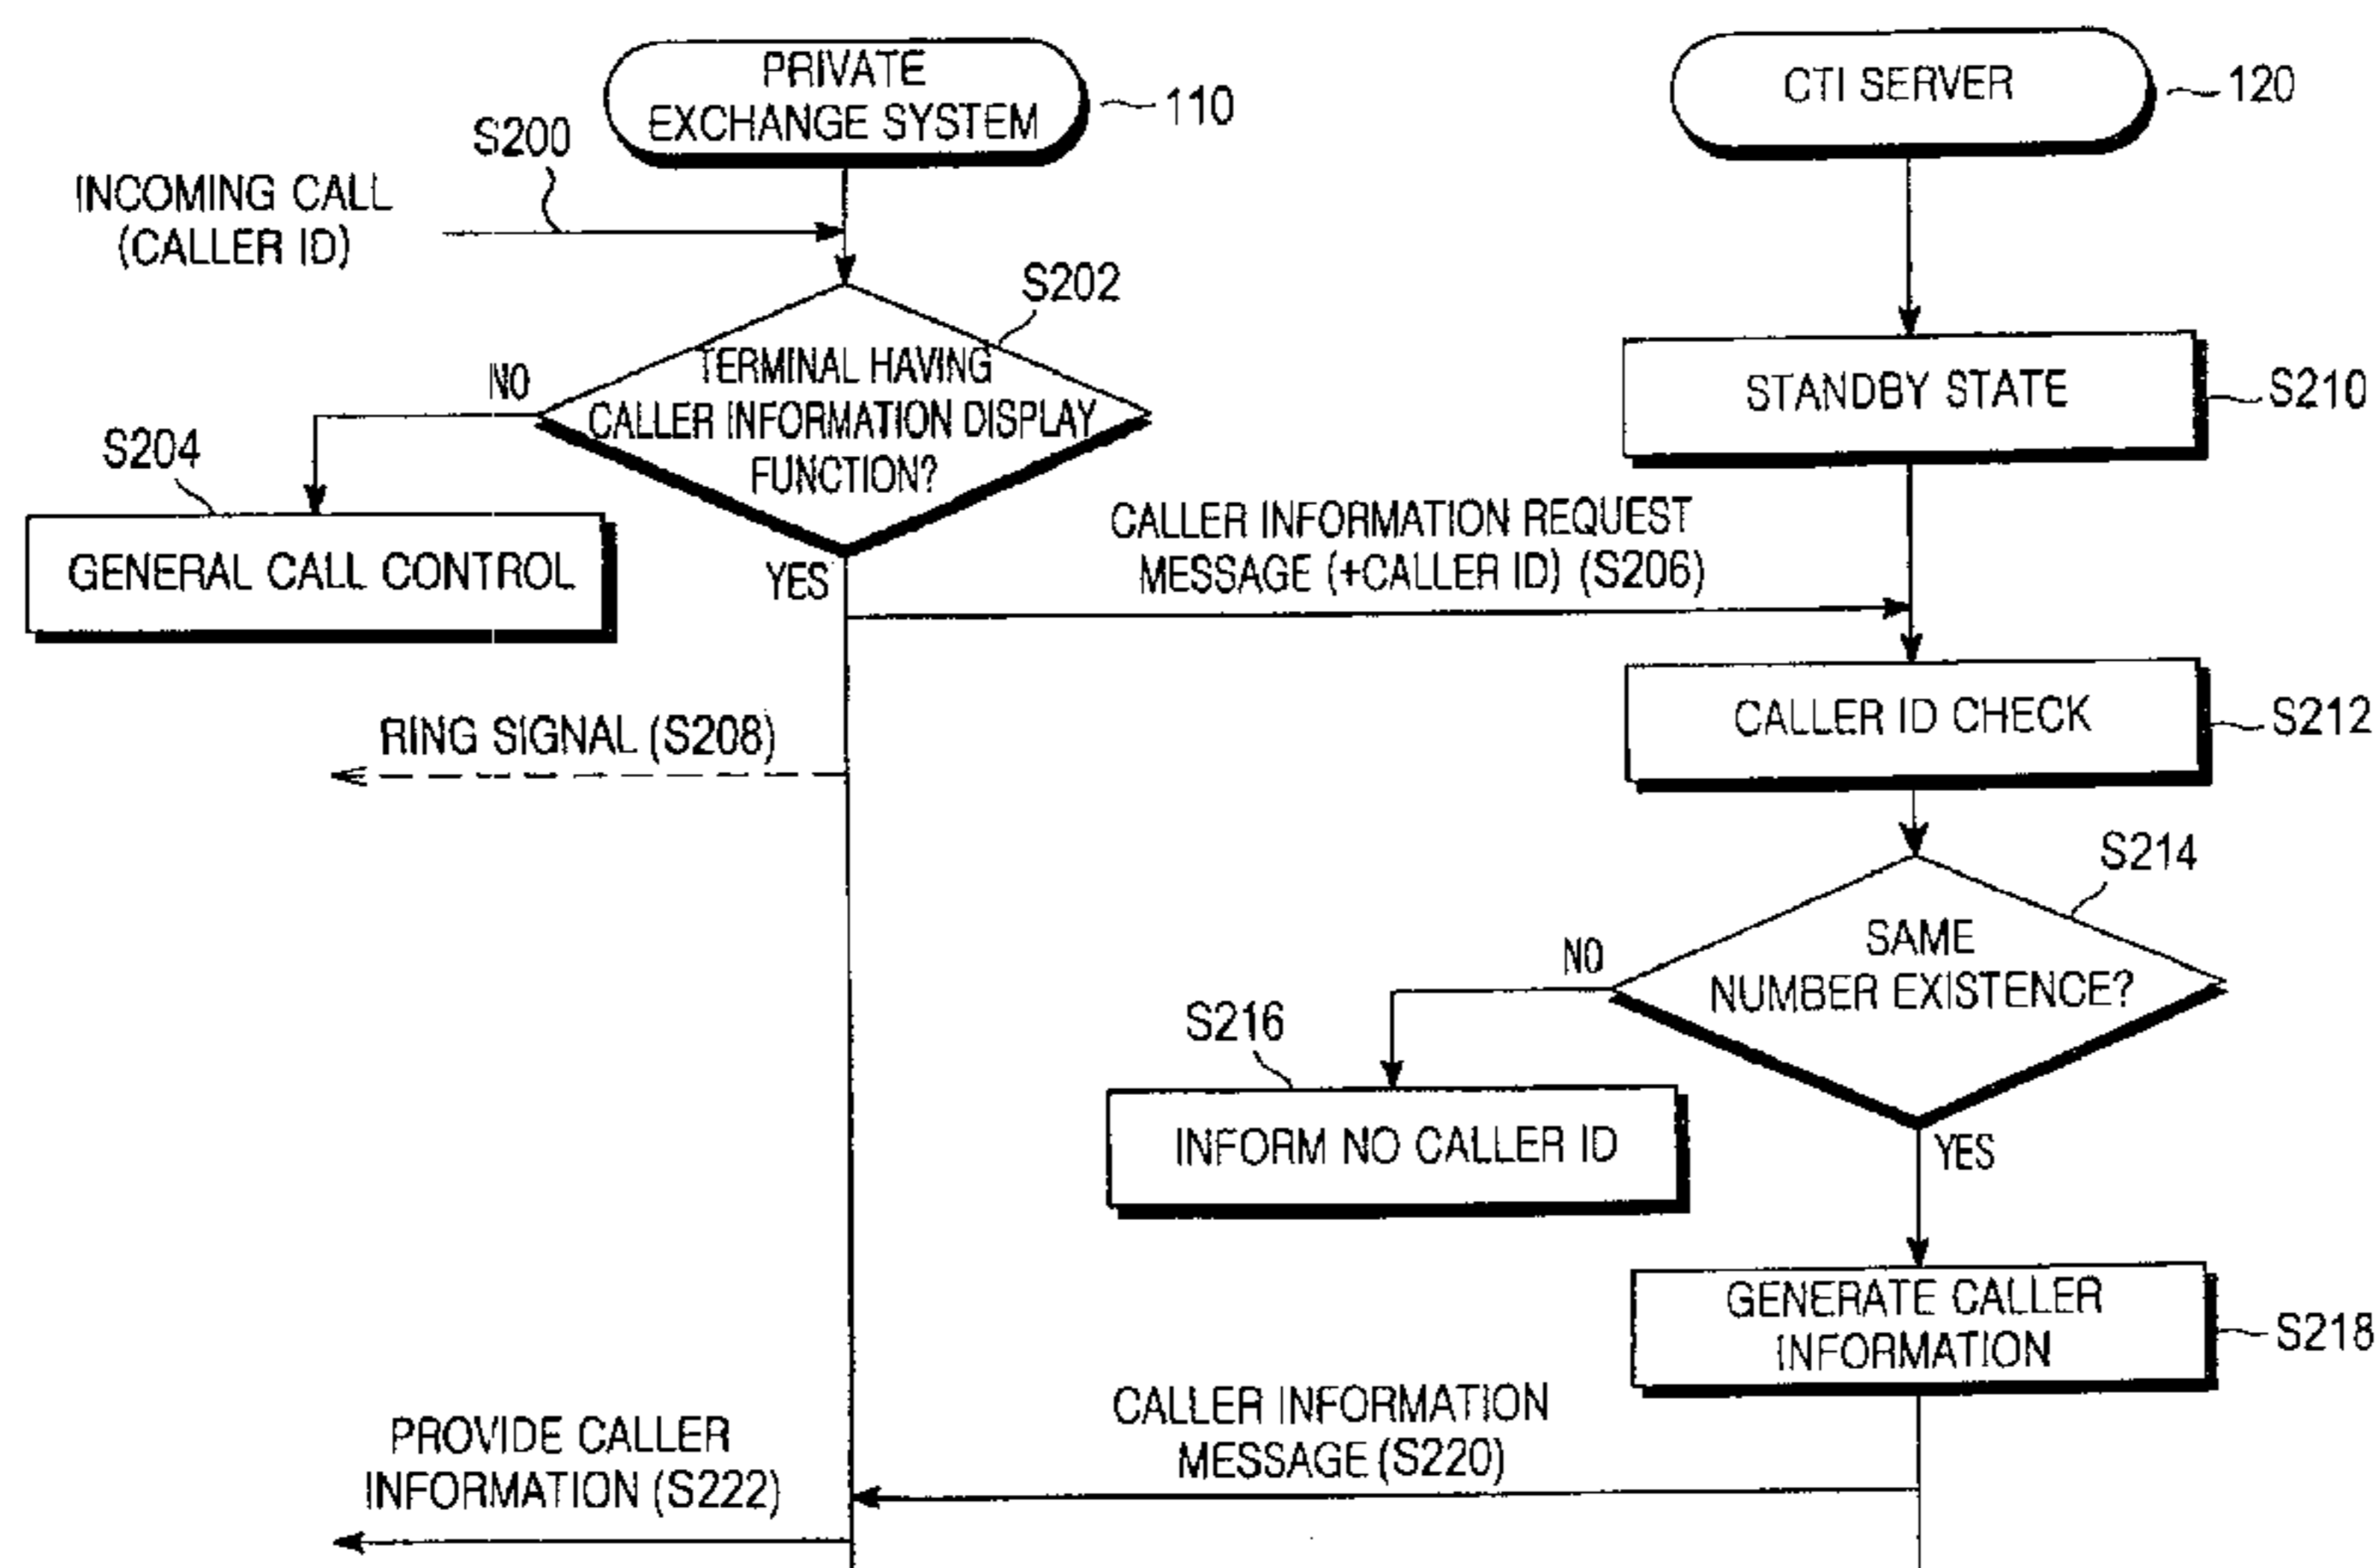 PRIVATE
EXCHANGE SYSTEM
110
CTI SERVER
120
S200
INCOMING CALL
(CALLER ID)
S202
TERMINAL HAVING
CALLER INFORMATION DISPLAY
FUNCTION?
NO
YES
S204
GENERAL CALL CONTROL
STANDBY STATE
S210
CALLER INFORMATION REQUEST
MESSAGE (+CALLER ID) (S206)
RING SIGNAL (S208)
CALLER ID CHECK
S212
S214
SAME
NUMBER EXISTENCE?
NO
YES
S216
INFORM NO CALLER ID
GENERATE CALLER
INFORMATION
S218
CALLER INFORMATION
MESSAGE (S220)
PROVIDE CALLER
INFORMATION (S222)